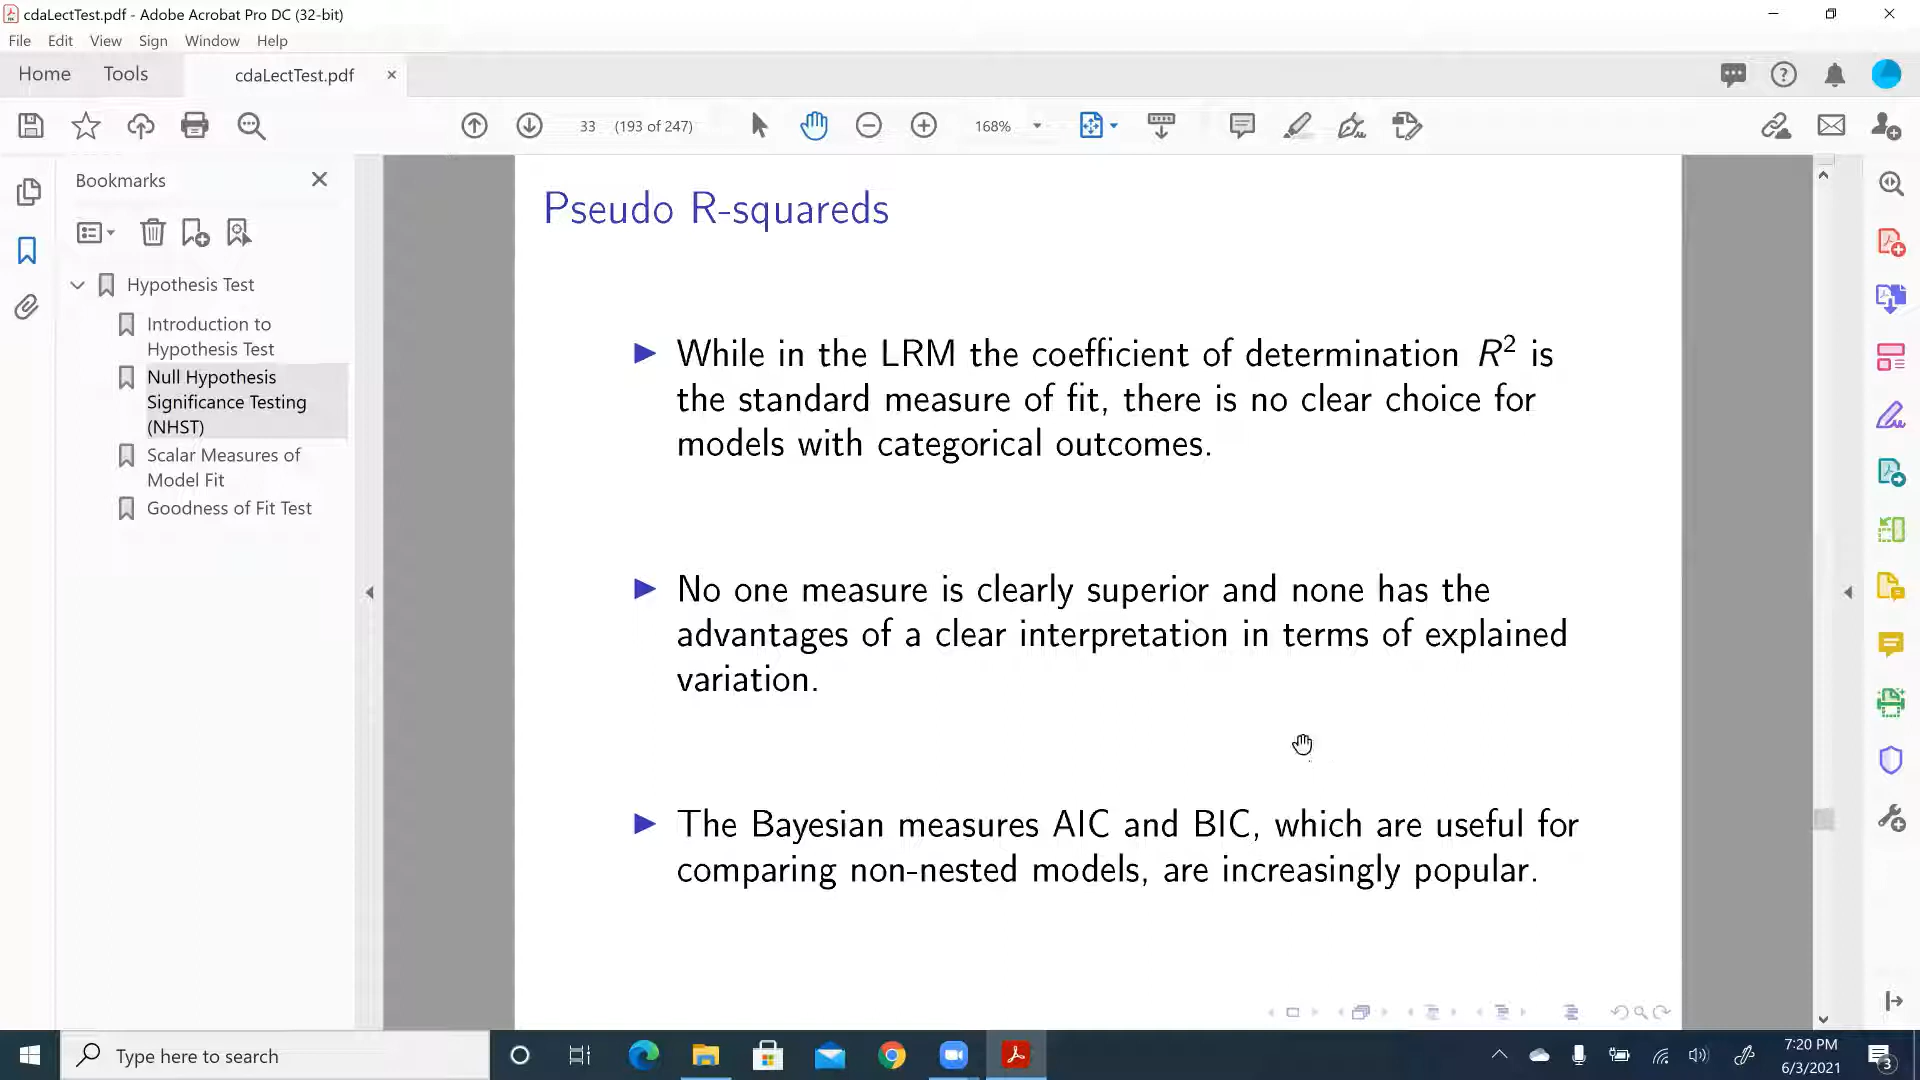 cdaLectTest.pdf - Adobe Acrobat Pro DC (32-bit)
File Edit View Sign Window Help
Home Tools cdaLectTest.pdf
33 (193 of 247) 168%
Bookmarks
Hypothesis Test
Introduction to
Hypothesis Test
Null Hypothesis
Significance Testing
(NHST)
Scalar Measures of
Model Fit
Goodness of Fit Test
Pseudo R-squareds
While in the LRM the coefficient of determination R² is
the standard measure of fit, there is no clear choice for
models with categorical outcomes.
No one measure is clearly superior and none has the
advantages of a clear interpretation in terms of explained
variation.
The Bayesian measures AIC and BIC, which are useful for
comparing non-nested models, are increasingly popular.
Type here to search
7:20 PM
6/3/2021
3